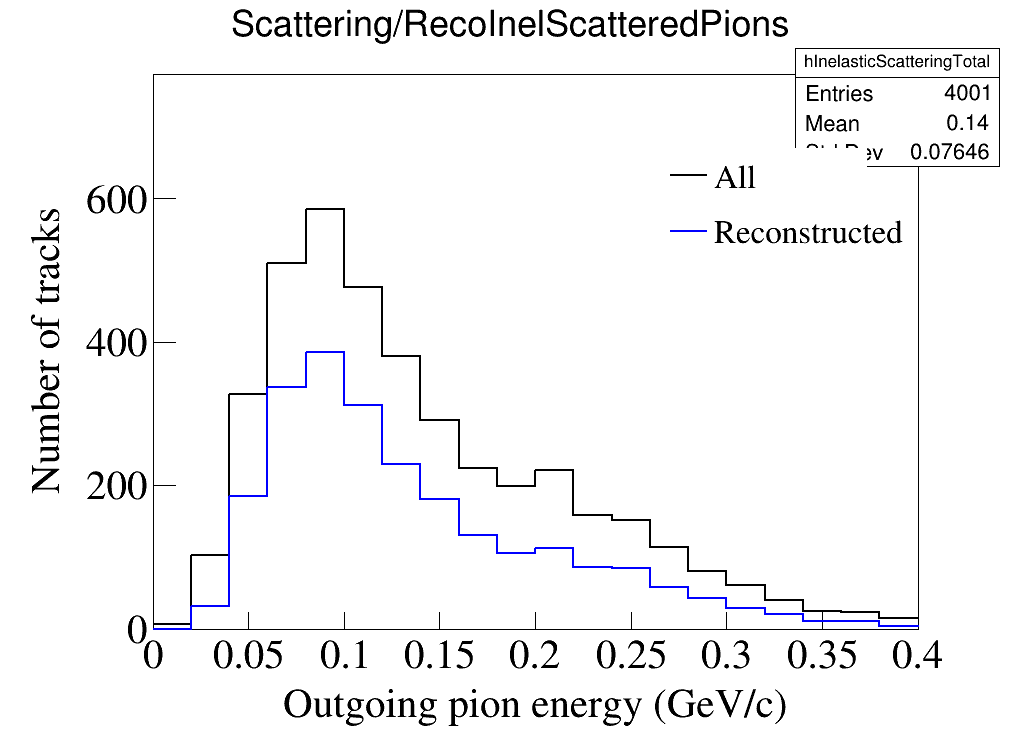 Scattering/RecoInelScatteredPions
hInelasticScatteringTotal
Entries 4001
Mean 0.14
0.07646
All
Reconstructed
Number of tracks
600
400
200
0
0 0.05 0.1 0.15 0.2 0.25 0.3 0.35 0.4
Outgoing pion energy (GeV/c)